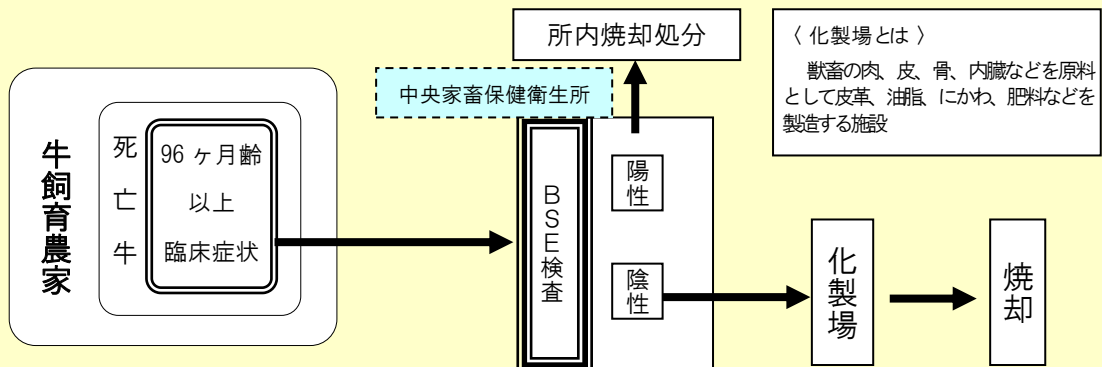 牛飼育農家
死亡牛
96 ヶ月齢
以上
臨床症状
中央家畜保健衛生所
BSE検査
所内焼却処分
陽性
陰性
化製場
焼却
〈 化製場とは 〉
獣畜の肉、皮、骨、内臓などを原料
として皮革、油脂、にかわ、肥料などを
製造する施設